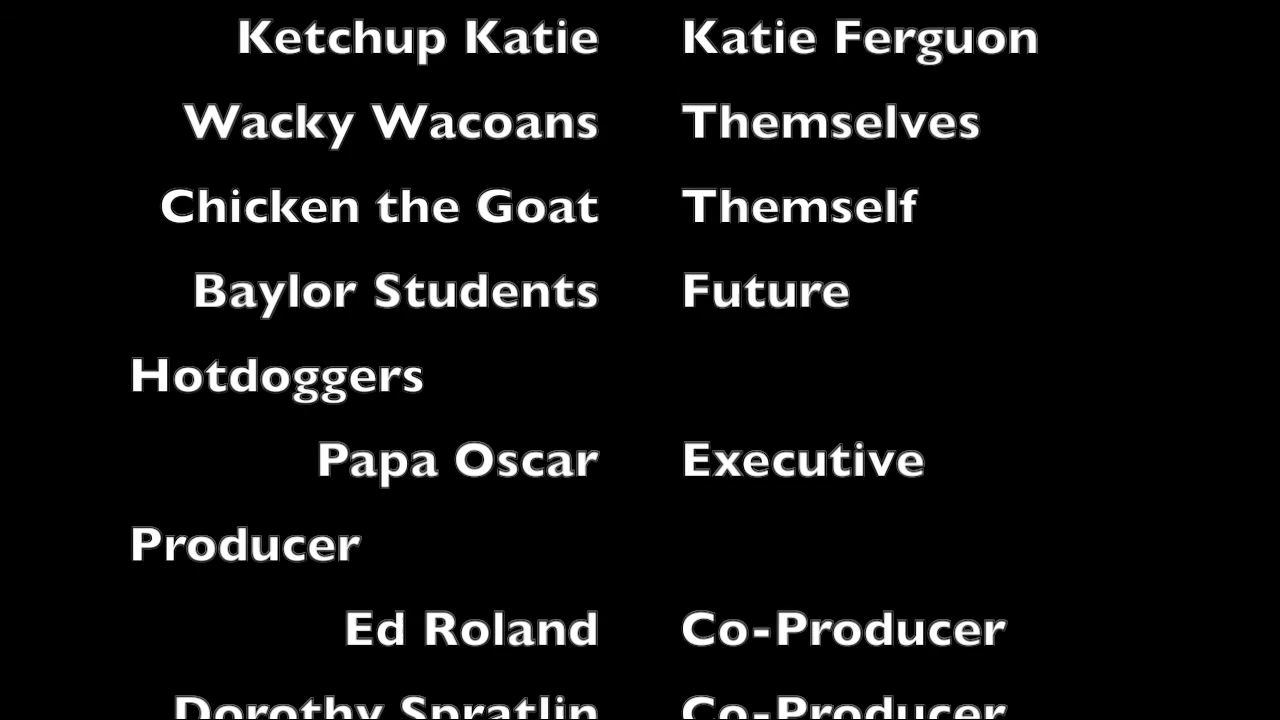 Ketchup Katie Katie Ferguon
Wacky Wacoans Themselves
Chicken the Goat Themself
Baylor Students Future
Hotdoggers
Papa Oscar Executive
Producer
Ed Roland Co-Producer
Dorothy Spratlin Co-Producer